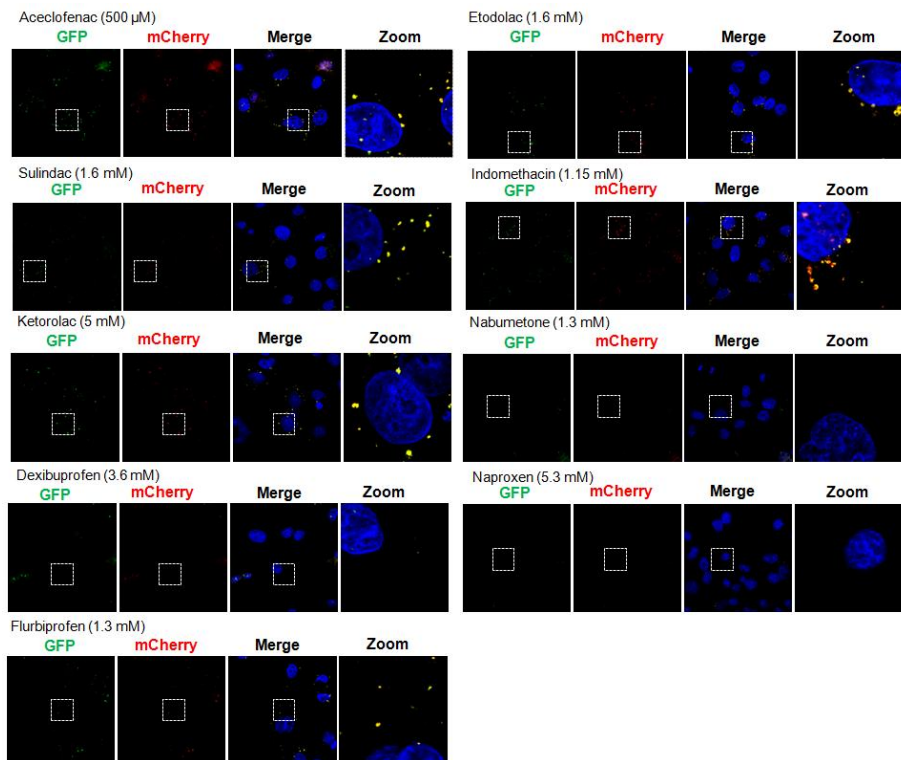 Aceclofenac (500 µM)
GFP mCherry Merge Zoom
Etodolac (1.6 mM)
GFP mCherry Merge Zoom
Sulindac (1.6 mM)
GFP mCherry Merge Zoom
Indomethacin (1.15 mM)
GFP mCherry Merge Zoom
Ketorolac (5 mM)
GFP mCherry Merge Zoom
Nabumetone (1.3 mM)
GFP mCherry Merge Zoom
Dexibuprofen (3.6 mM)
GFP mCherry Merge Zoom
Naproxen (5.3 mM)
GFP mCherry Merge Zoom
Flurbiprofen (1.3 mM)
GFP mCherry Merge Zoom